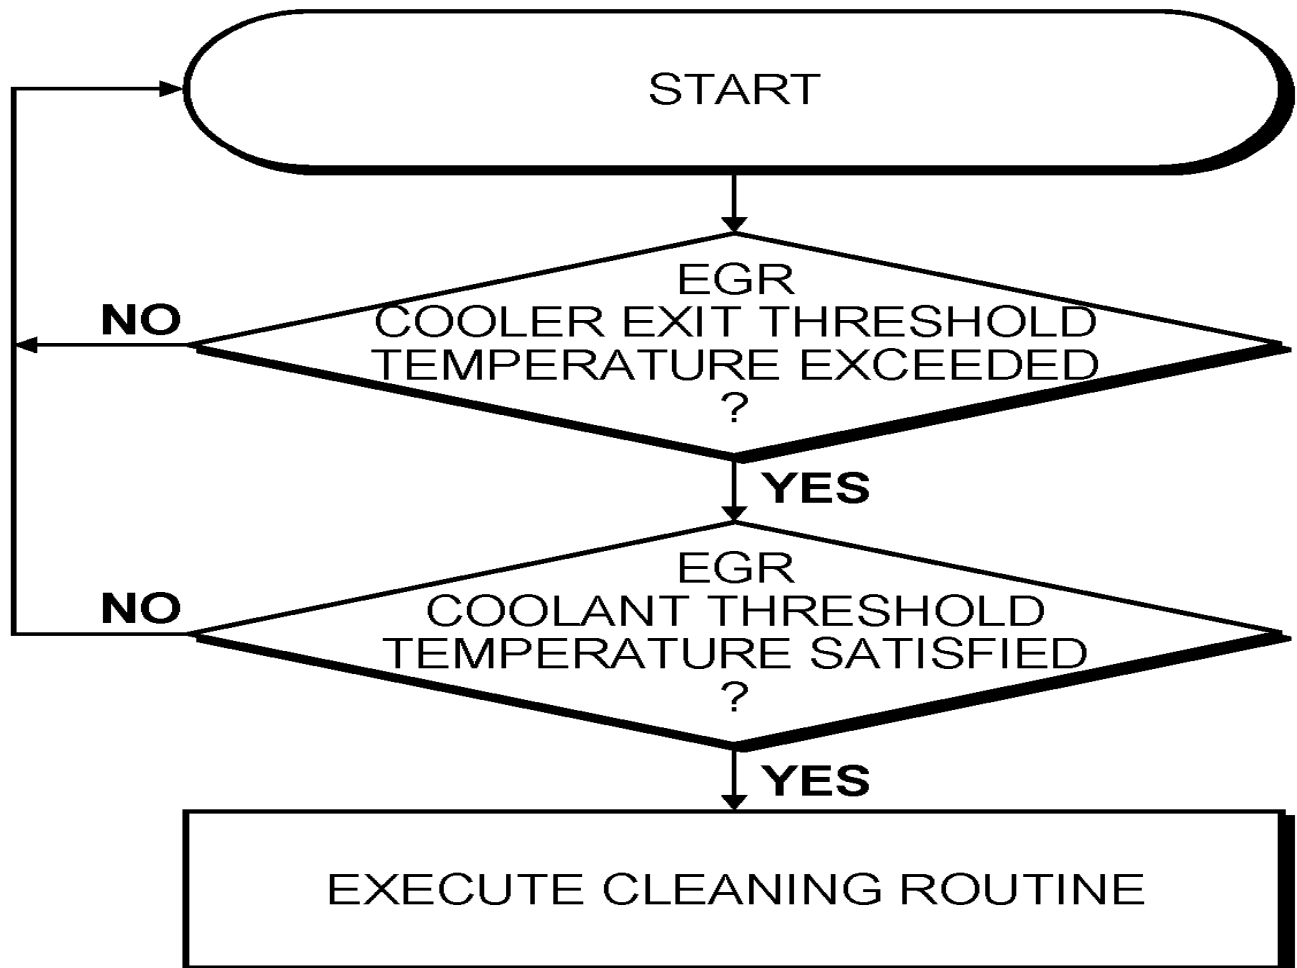 START
EGR
COOLER EXIT THRESHOLD
TEMPERATURE EXCEEDED
?
NO
YES
EGR
COOLANT THRESHOLD
TEMPERATURE SATISFIED
?
NO
YES
EXECUTE CLEANING ROUTINE